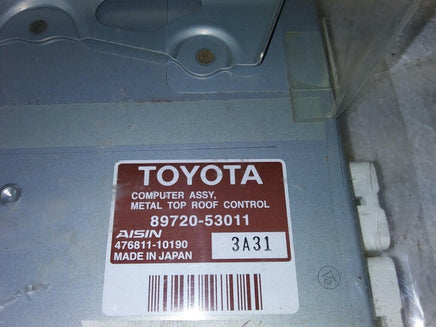 TOYOTA
COMPUTER ASSY,
METAL TOP ROOF CONTROL
89720-53011
AISIN
476811-10190
3A31
MADE IN JAPAN